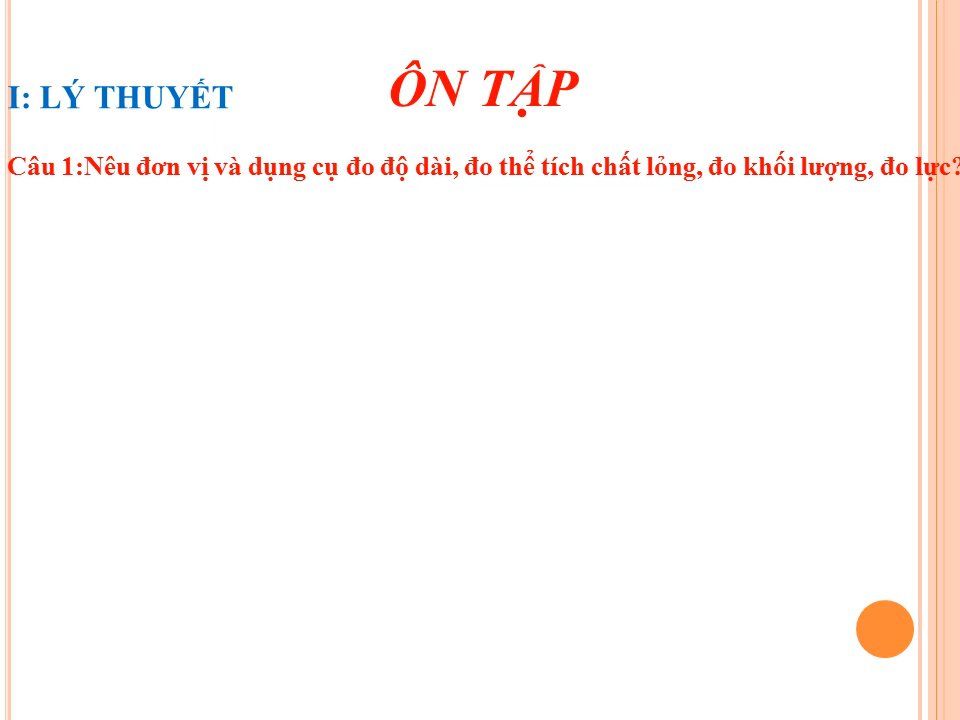 ÔN TẬP
I: LÝ THUYẾT
Câu 1:Nêu đơn vị và dụng cụ đo độ dài, đo thể tích chất lỏng, đo khối lượng, đo lực?